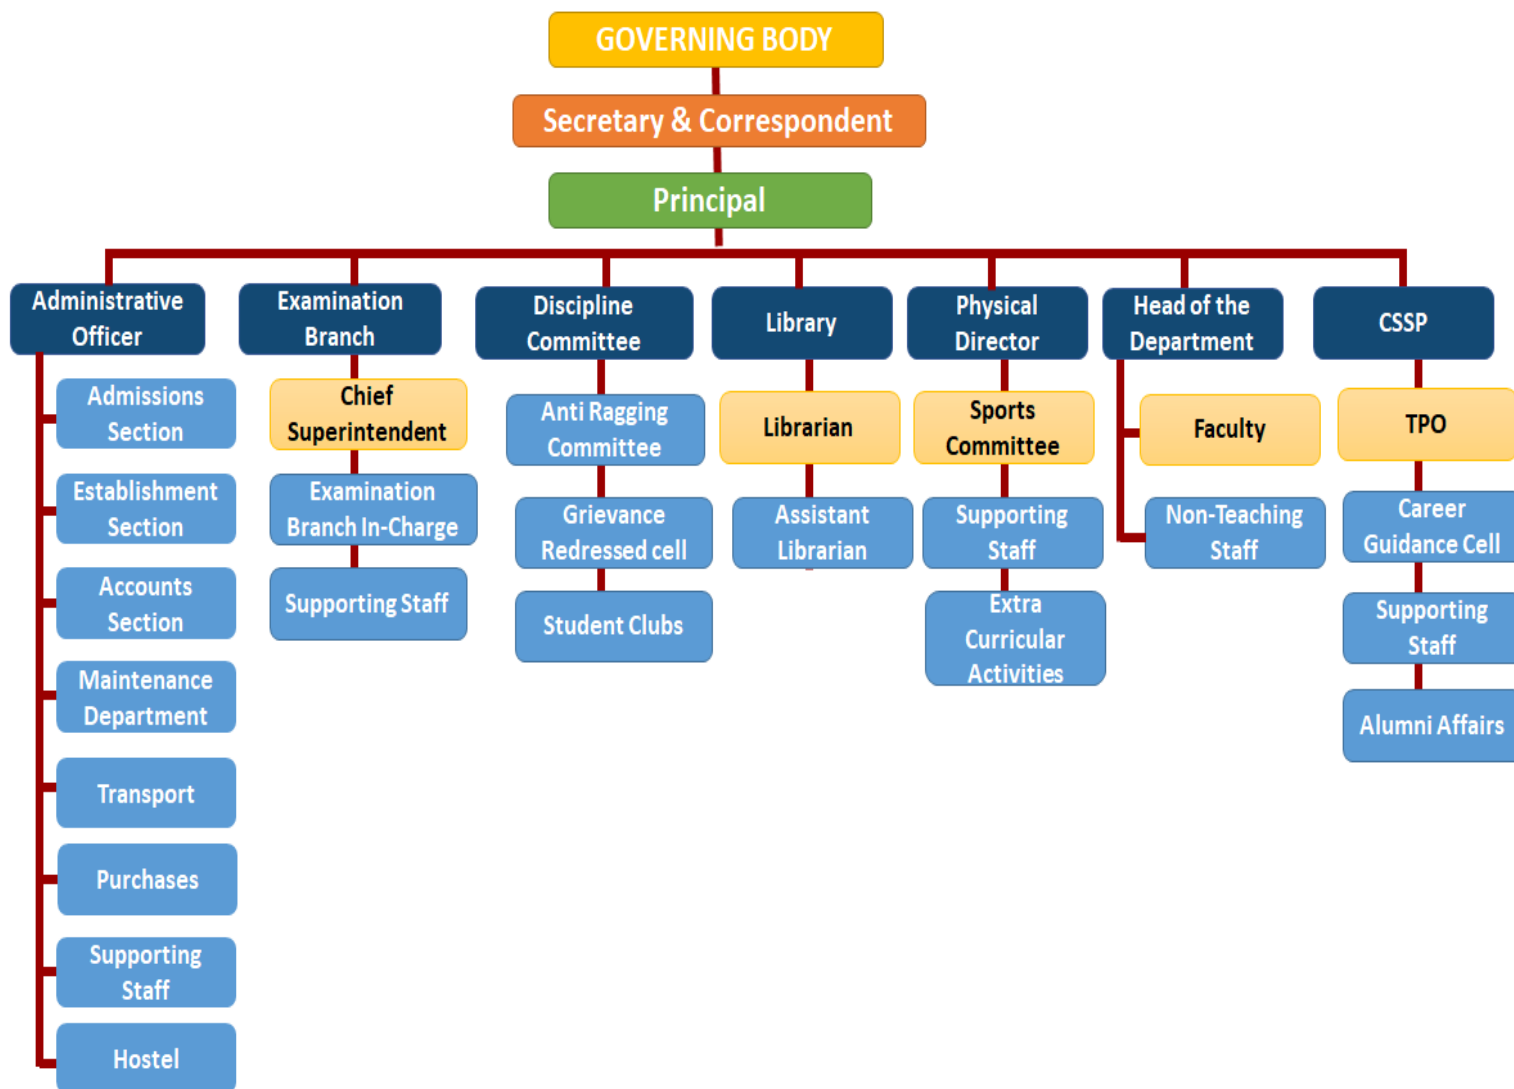 GOVERNING BODY
Secretary & Correspondent
Principal
Administrative
Officer
Admissions
Section
Establishment
Section
Accounts
Section
Maintenance
Department
Transport
Purchases
Supporting
Staff
Hostel
Examination
Branch
Chief
Superintendent
Examination
Branch In-Charge
Supporting Staff
Discipline
Committee
Anti Ragging
Committee
Grievance
Redressed cell
Student Clubs
Library
Librarian
Assistant
Librarian
Physical
Director
Sports
Committee
Supporting
Staff
Extra
Curricular
Activities
Head of the
Department
Faculty
Non-Teaching
Staff
CSSP
TPO
Career
Guidance Cell
Supporting
Staff
Alumni Affairs